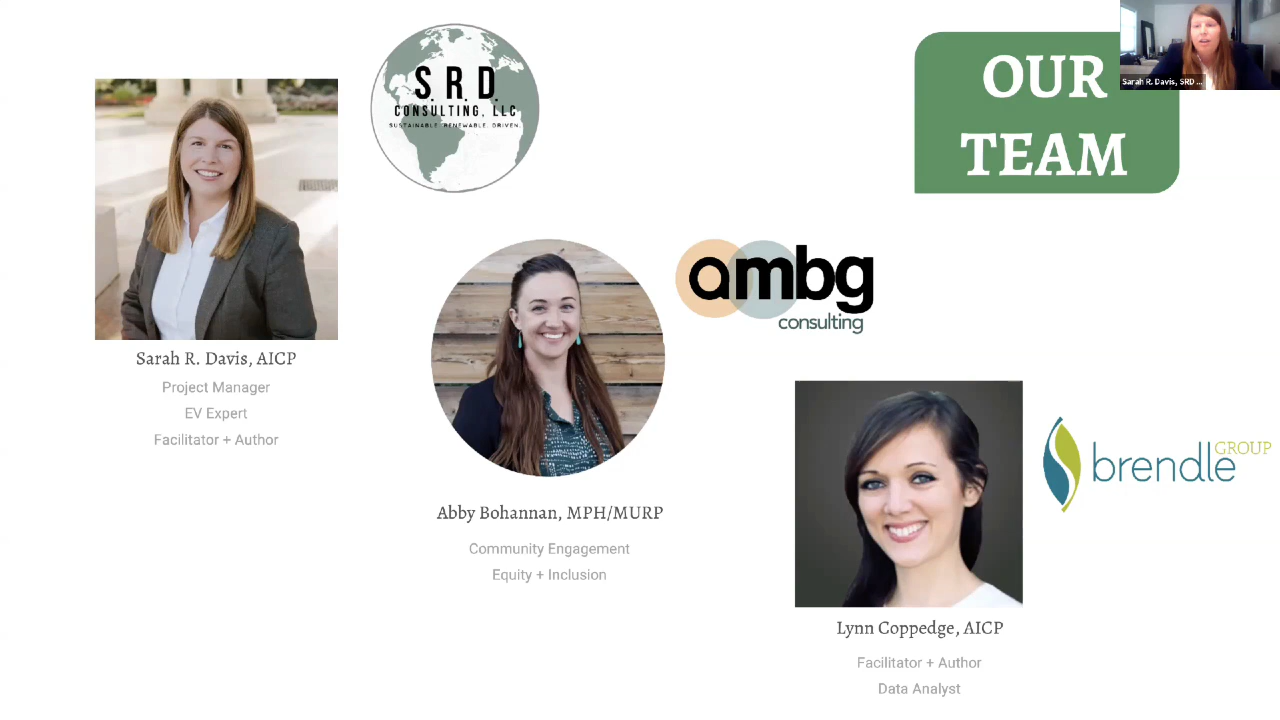 S.R.D.
CONSULTING, LLC
SUSTAINABLE. RENEWABLE. DRIVEN.
OUR
TEAM
Sarah R. Davis, SRD ...
Sarah R. Davis, AICP
Project Manager
EV Expert
Facilitator + Author
ambg
consulting
Abby Bohannan, MPH/MURP
Community Engagement
Equity + Inclusion
brendle GROUP
Lynn Coppedge, AICP
Facilitator + Author
Data Analyst